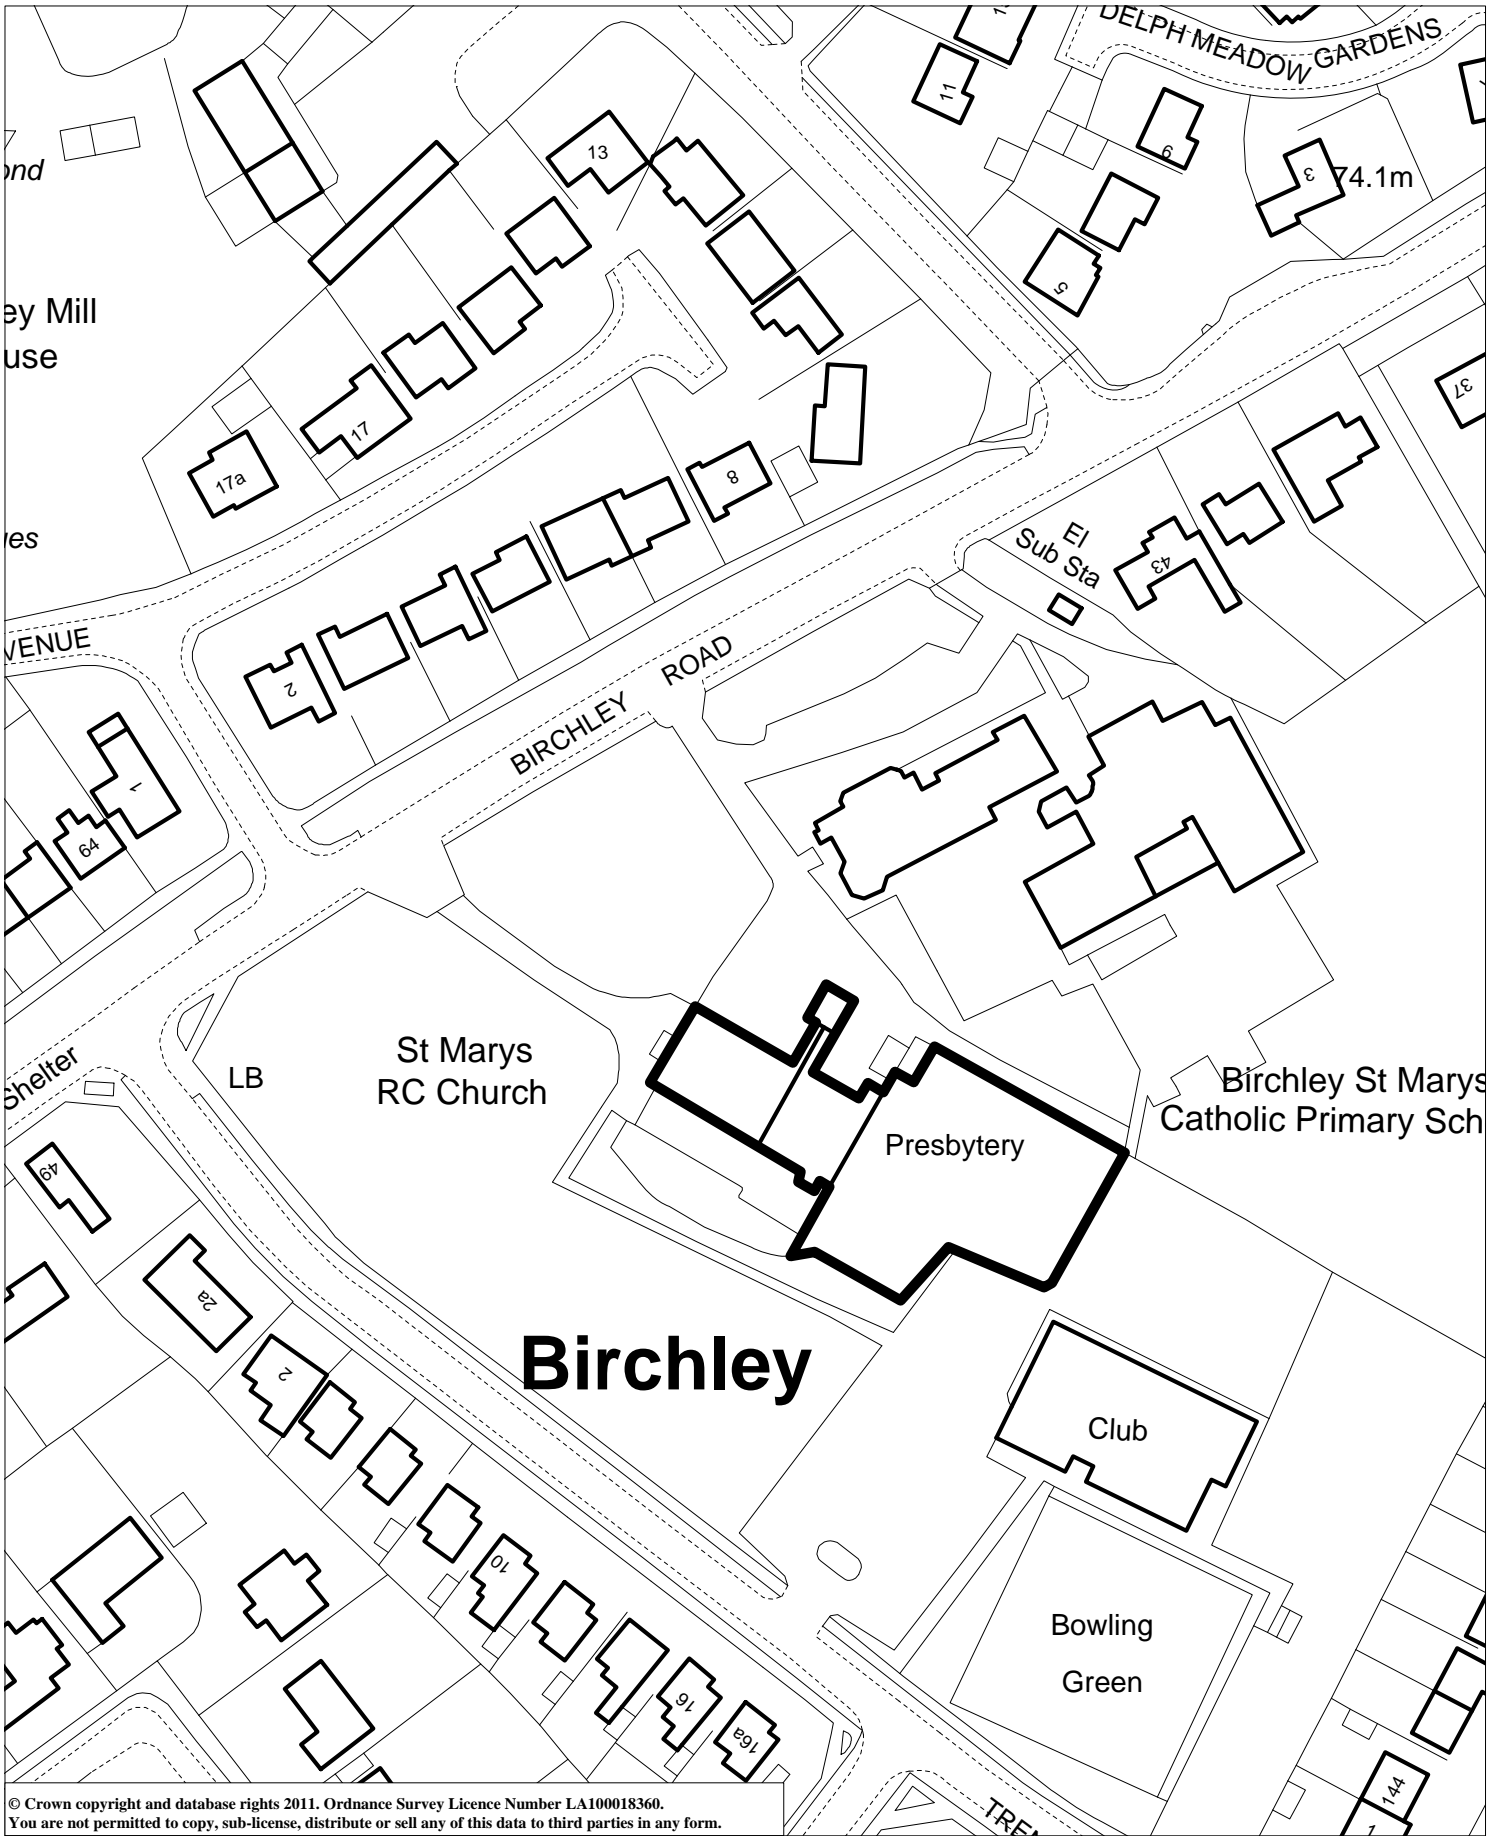 DELPH MEADOW GARDENS
11
9
3
74.1m
5
13
ond
ey Mill
use
17
17a
8
37
ues
El
Sub Sta
43
VENUE
2
BIRCHLEY ROAD
1
64
Shelter
LB
St Marys
RC Church
Presbytery
Birchley St Marys
Catholic Primary Sch
49
2a
2
Birchley
Club
10
Bowling
Green
16
16a
144
1
TREN
© Crown copyright and database rights 2011. Ordnance Survey Licence Number LA100018360.
You are not permitted to copy, sub-license, distribute or sell any of this data to third parties in any form.